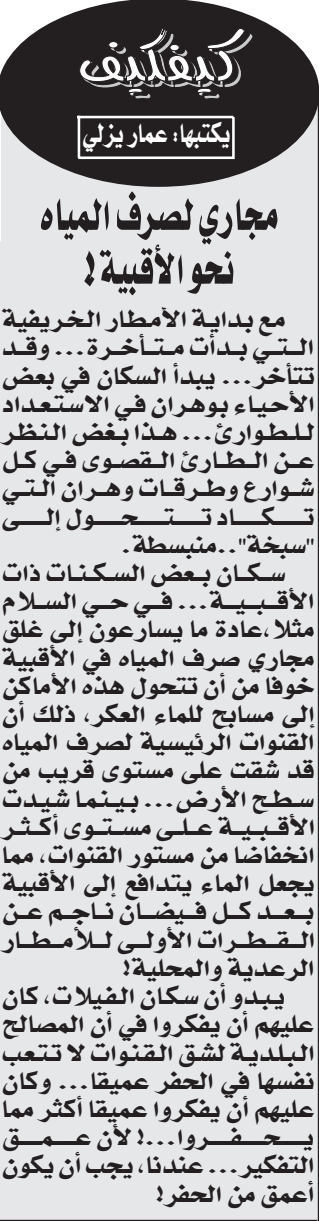 كيفكيف
يكتبها: عمار يزلي
مجاري لصرف المياه
نحو الأقبية!
مع بداية الأمطار الخريفية
التي بدأت متأخرة... وقد
تتأخر... يبدأ السكان في بعض
الأحياء بوهران في الاستعداد
للطوارئ... هذا بغض النظر
عن الطارئ القصوى في كل
شوارع وطرقات وهران التي
تكاد تتحول إلى
"سبخة"..منبسطة.
سكان بعض السكنات ذات
الأقبية... في حي السلام
مثلا،عادة ما يسارعون إلى غلق
مجاري صرف المياه في الأقبية
خوفا من أن تتحول هذه الأماكن
إلى مسابح للماء العكر، ذلك أن
القنوات الرئيسية لصرف المياه
قد شقت على مستوى قريب من
سطح الأرض... بينما شيدت
الأقبية على مستوى أكثر
انخفاضا من مستور القنوات، مما
يجعل الماء يتدافع إلى الأقبية
بعد كل فيضان ناجم عن
القطرات الأولى للأمطار
الرعدية والمحلية!
يبدو أن سكان الفيلات، كان
عليهم أن يفكروا في أن المصالح
البلدية لشق القنوات لا تتعب
نفسها في الحفر عميقا... وكان
عليهم أن يفكروا عميقا أكثر مما
يحفروا...! لأن عمق
التفكير... عندنا، يجب أن يكون
أعمق من الحفر!